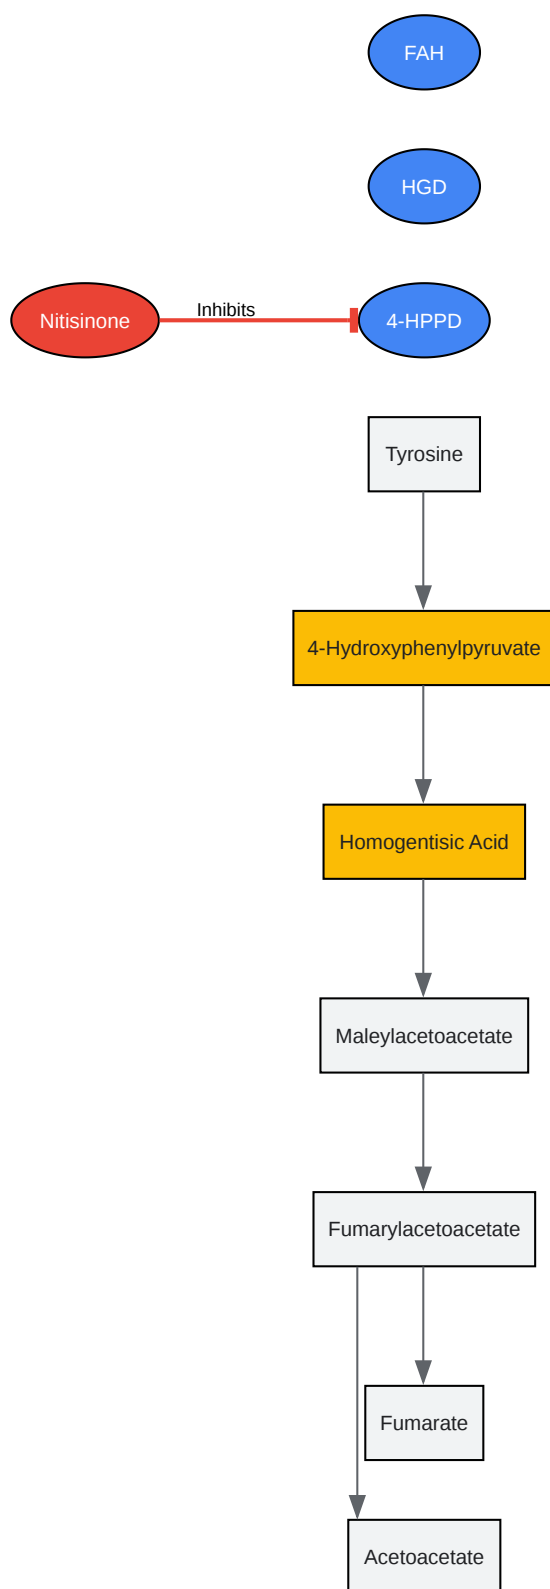 FAH
HGD
Nitisinone
Inhibits
4-HPPD
Tyrosine
4-Hydroxyphenylpyruvate
Homogentisic Acid
Maleylacetoacetate
Fumarylacetoacetate
Fumarate
Acetoacetate